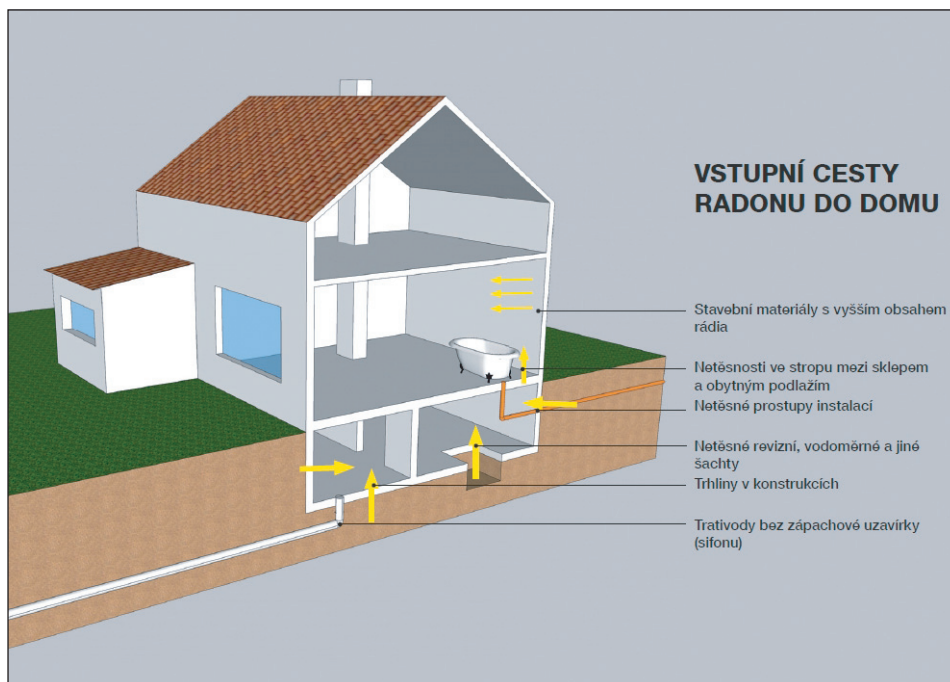 VSTUPNÍ CESTY
RADONU DO DOMU
Stavební materiály s vyšším obsahem
rádia
Netěsnosti ve stropu mezi sklepem
a obytným podlažím
Netěsné prostupy instalací
Netěsné revizní, vodoměrné a jiné
šachty
Trhliny v konstrukcích
Trativody bez zápachové uzavírky
(sifonu)